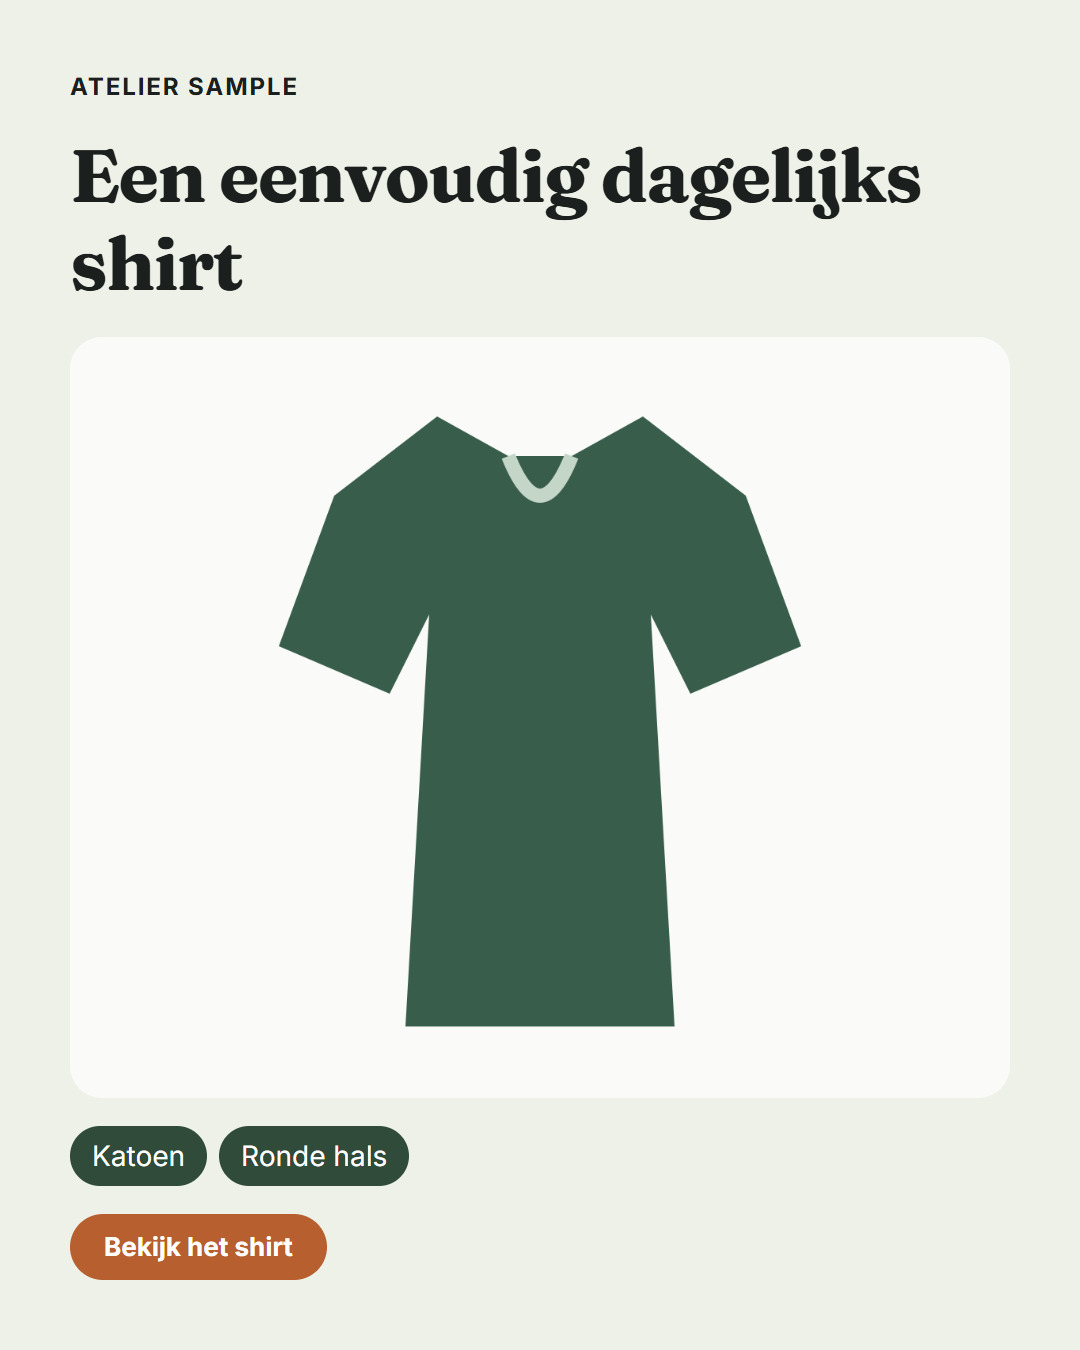 ATELIER SAMPLE
Een eenvoudig dagelijks
shirt
Katoen
Ronde hals
Bekijk het shirt